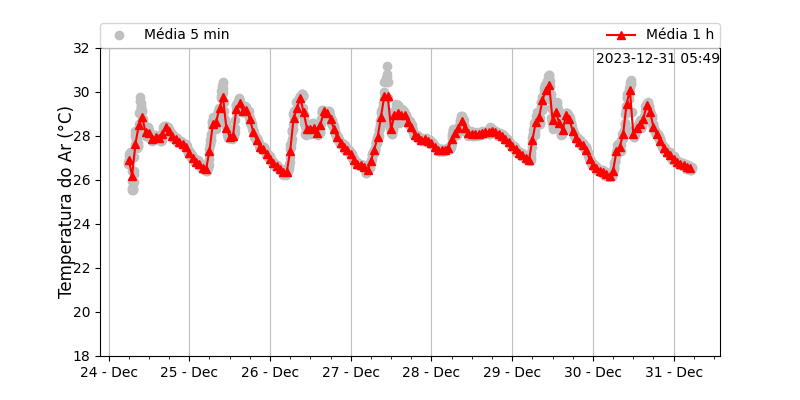 Média 5 min
Média 1 h
2023-12-31 05:49
Temperatura do Ar (°C)
32
30
28
26
24
22
20
18
24 - Dec
25 - Dec
26 - Dec
27 - Dec
28 - Dec
29 - Dec
30 - Dec
31 - Dec